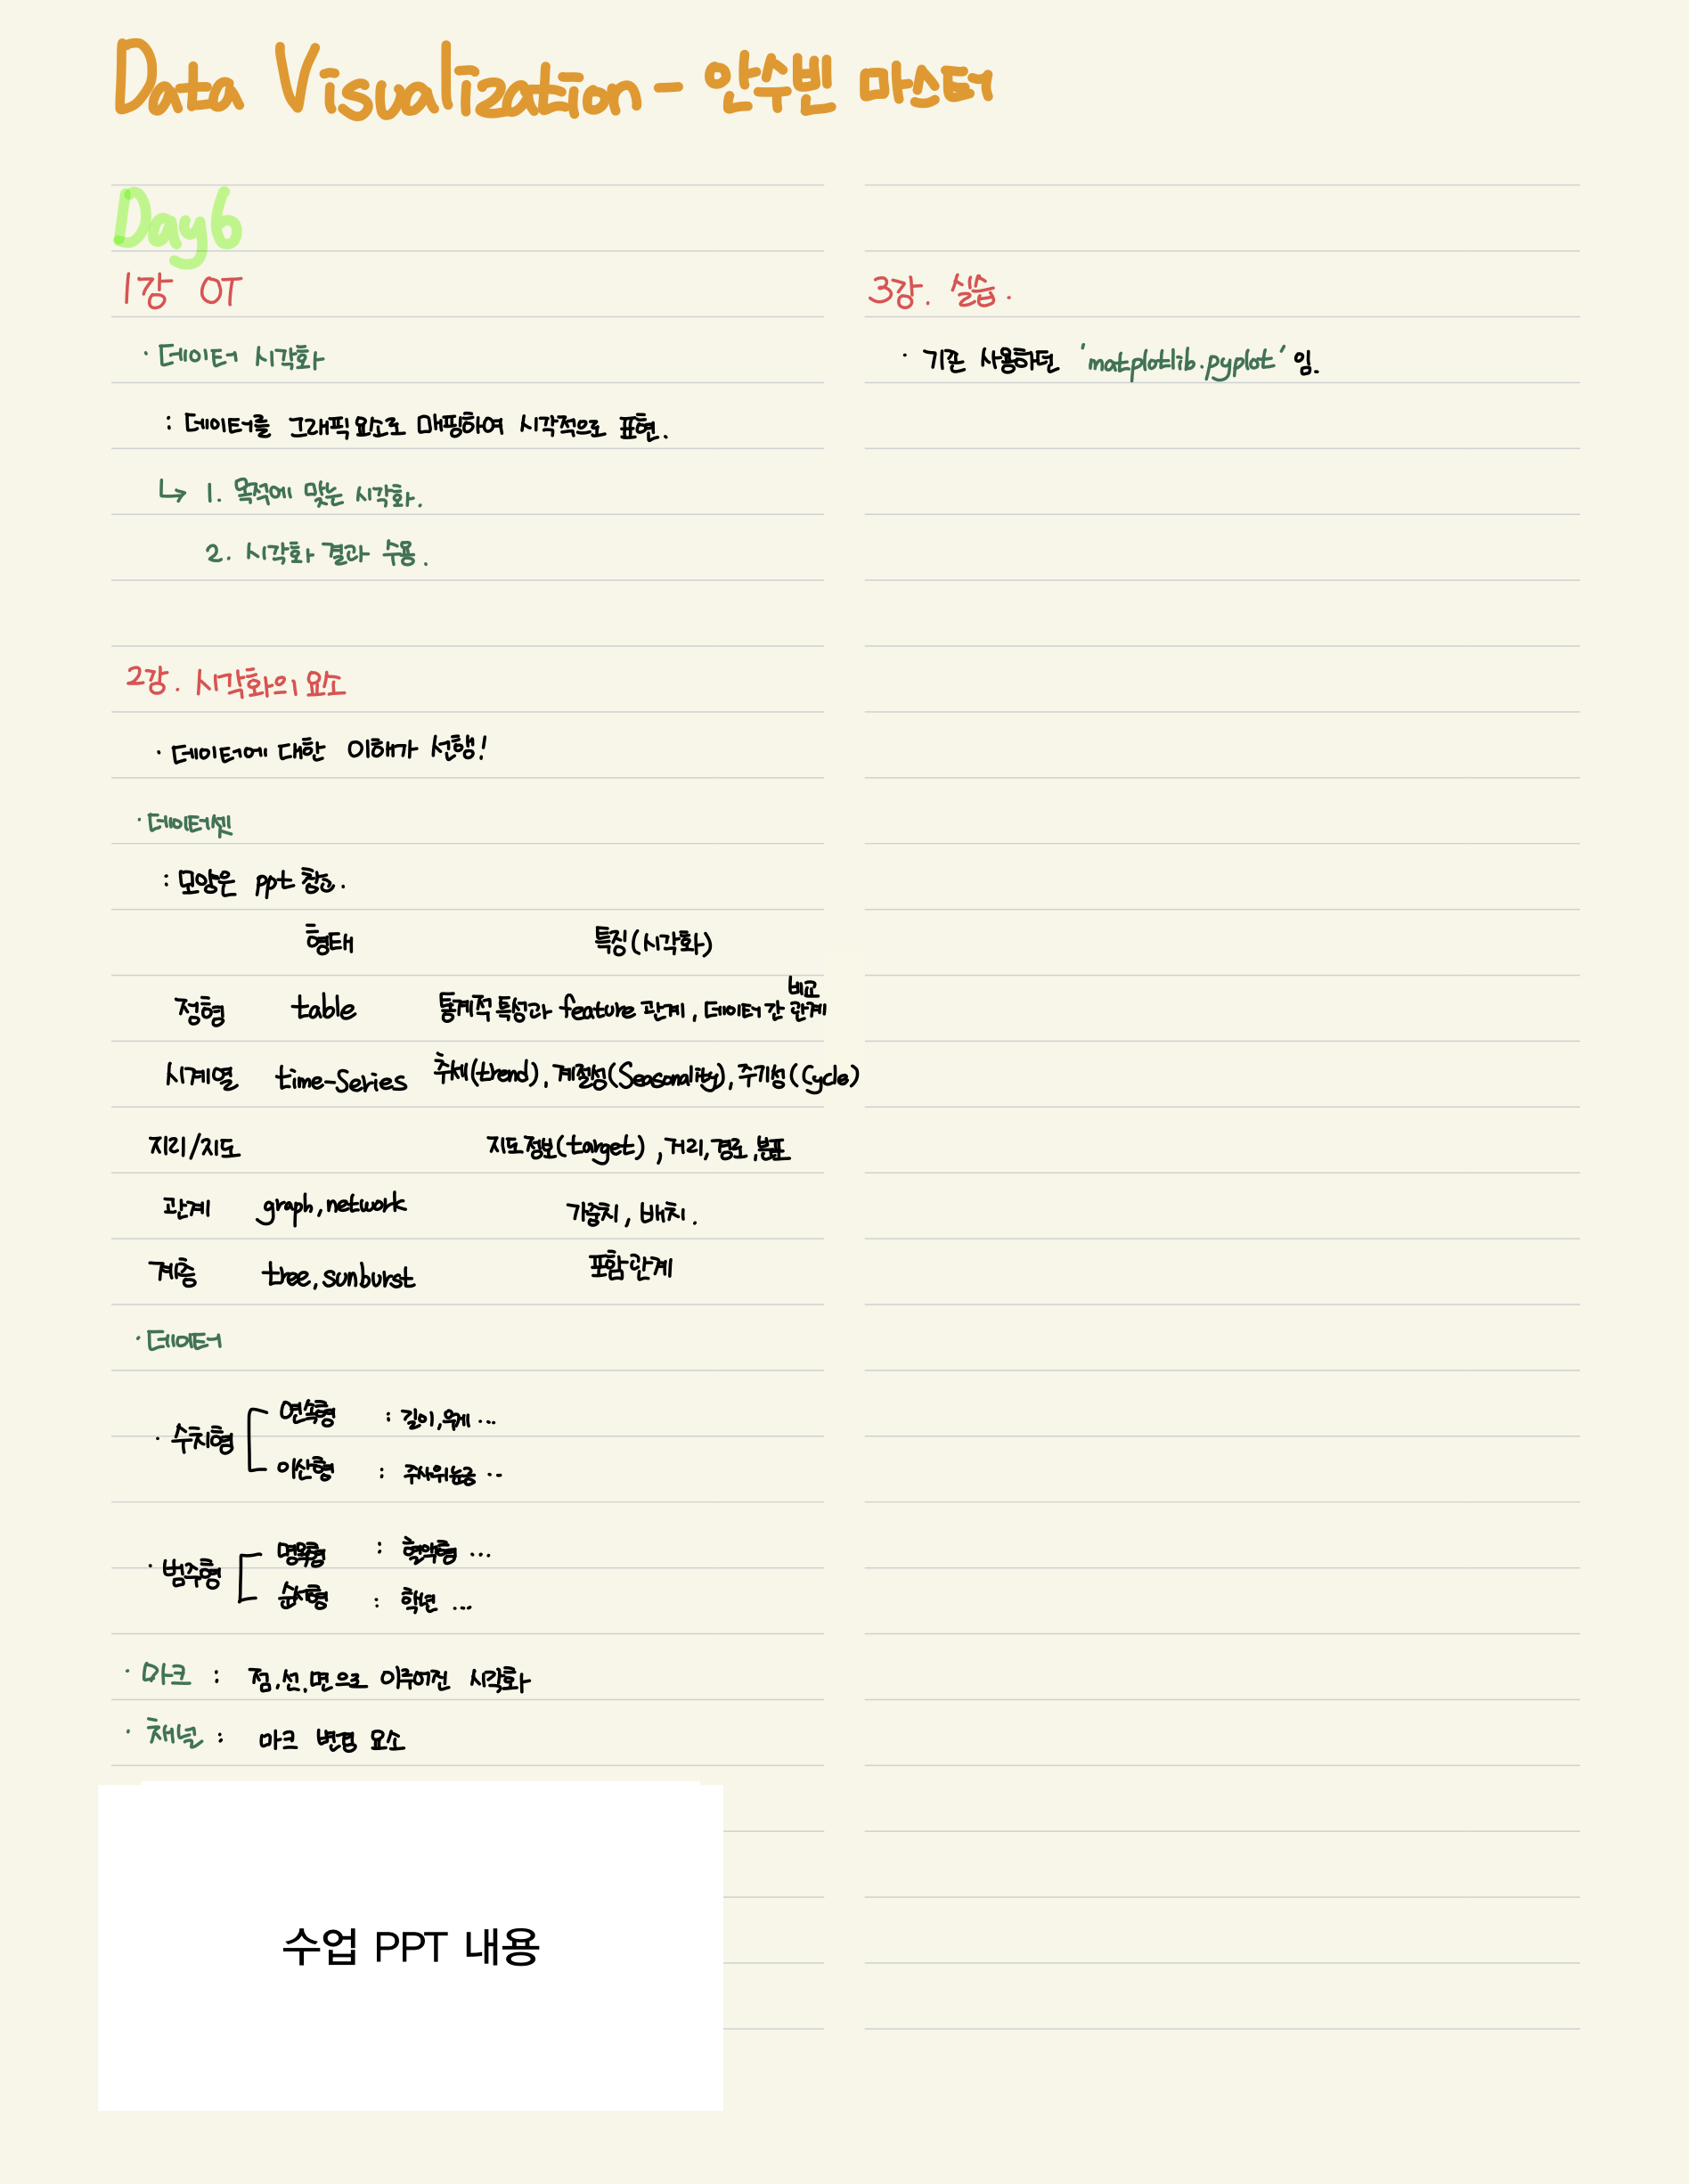 Data Visualization - 안수빈 마스터
Day6
1강 OT
· 데이터 시각화
: 데이터를 그래픽 요소로 매핑하여 시각적으로 표현.
↳ 1. 목적에 맞는 시각화.
2. 시각화 결과 수용.
2강. 시각화의 요소
· 데이터에 대한 이해가 선행!
· 데이터셋
: 모양은 ppt 참고.
형태 특징(시각화)
정형 table 통계적 특성과 feature 관계, 데이터 간 관계 비교
시계열 time-Series 추세(trend), 계절성(Seasonality), 주기성(Cycle)
지리/지도 지도 정보(target), 거리, 경로, 분포
관계 graph, network 가중치, 배치.
계층 tree, sunburst 포함관계
· 데이터
· 수치형
연속형 : 길이, 무게 ...
이산형 : 주사위 눈금 ..
· 범주형
명목형 : 혈액형 ...
순서형 : 학년 ...
· 마크 : 점, 선, 면으로 이루어진 시각화
· 채널 : 마크 변형 요소
수업 PPT 내용
3강. 실습.
· 기존 사용하던 'matplotlib.pyplot' 임.